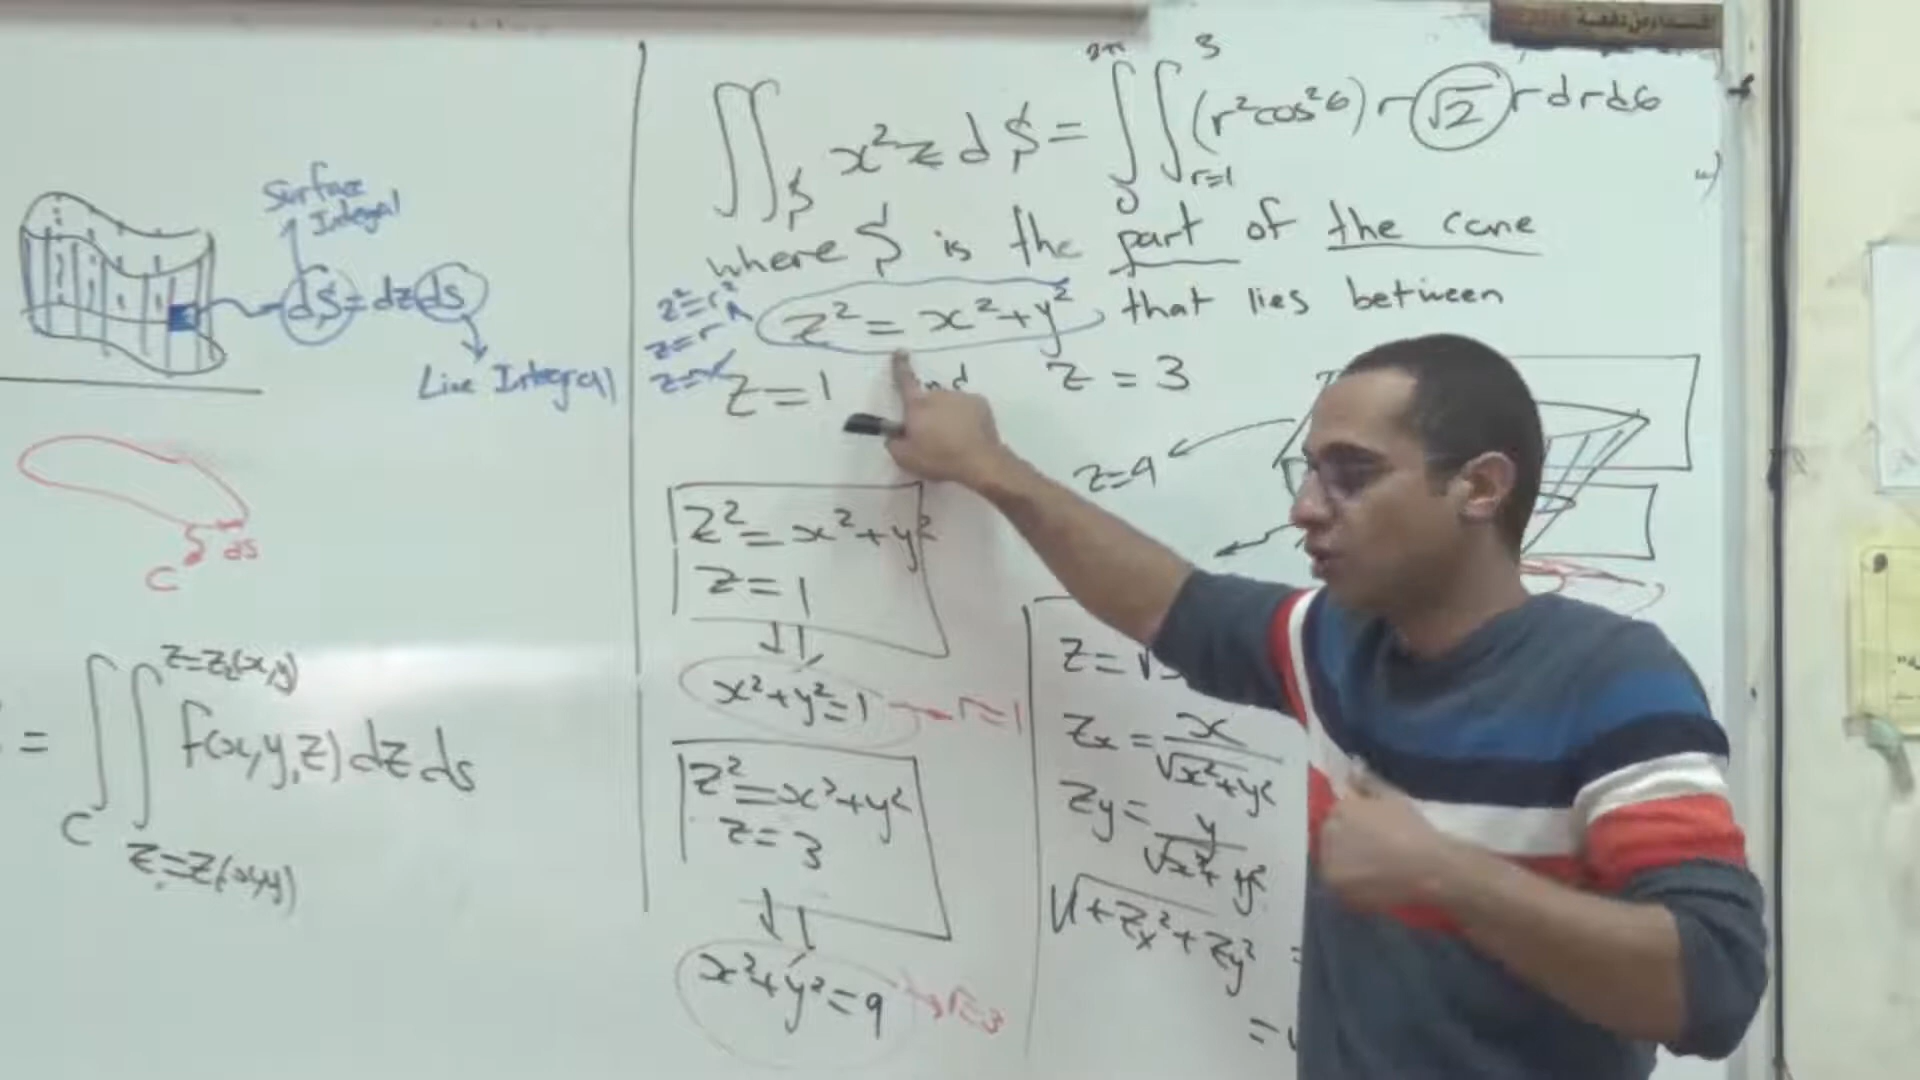 Surface
Integral
dS = dz ds
Line Integral
C
ds
z=z₂(x,y)
= ∫∫ f(x,y,z) dz ds
C
z=z₁(x,y)
∬_S x²z dS = ∫₀^2π ∫_r=1^3 (r²cos²θ) r √2 r dr dθ
where S is the part of the cone
z²=r²
z=r
z² = x²+y² that lies between
z=1 and z = 3
z²=x²+y²
z=1
x²+y²=1 → r=1
z²=x²+y²
z=3
x²+y²=9 → r=3
z=9
z=√
Zx = x/√x²+y²
Zy = y/√x²+y²
√1+Zx²+Zy² =
=